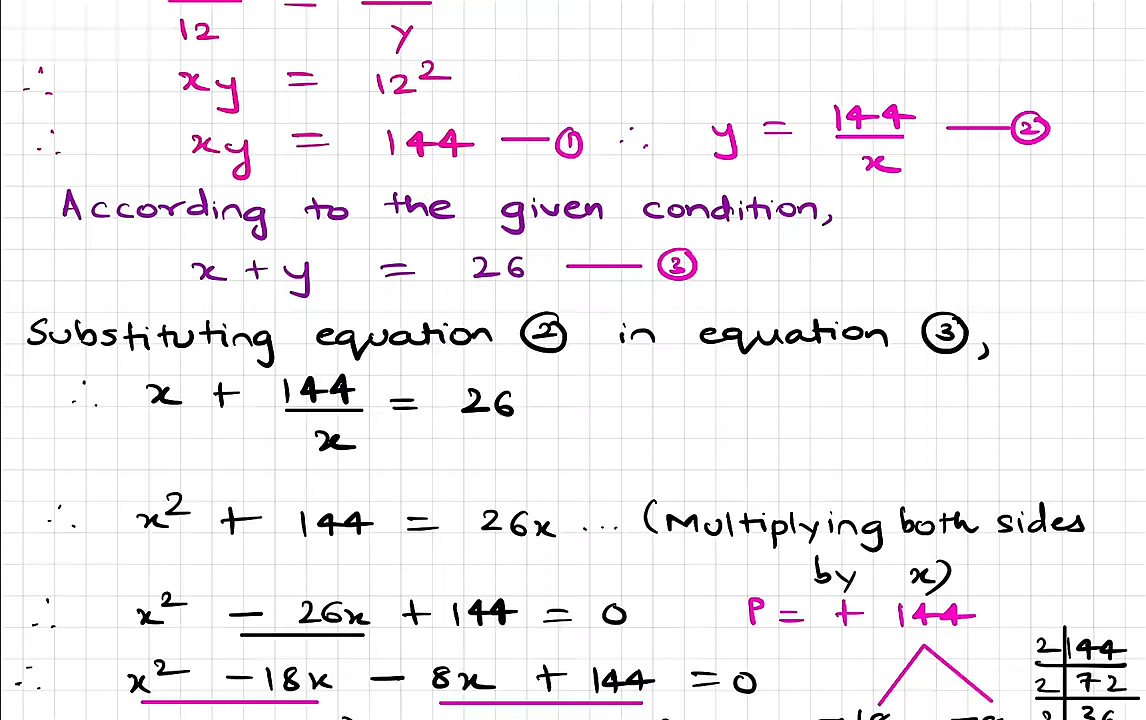 12 = y
∴ xy = 12²
∴ xy = 144 — ① ∴ y = 144/x — ②
According to the given condition,
x + y = 26 — ③
Substituting equation ② in equation ③,
∴ x + 144/x = 26
∴ x² + 144 = 26x ... (Multiplying both sides
by x)
∴ x² - 26x + 144 = 0 P = + 144
2 | 144
∴ x² - 18x - 8x + 144 = 0 2 | 72
36